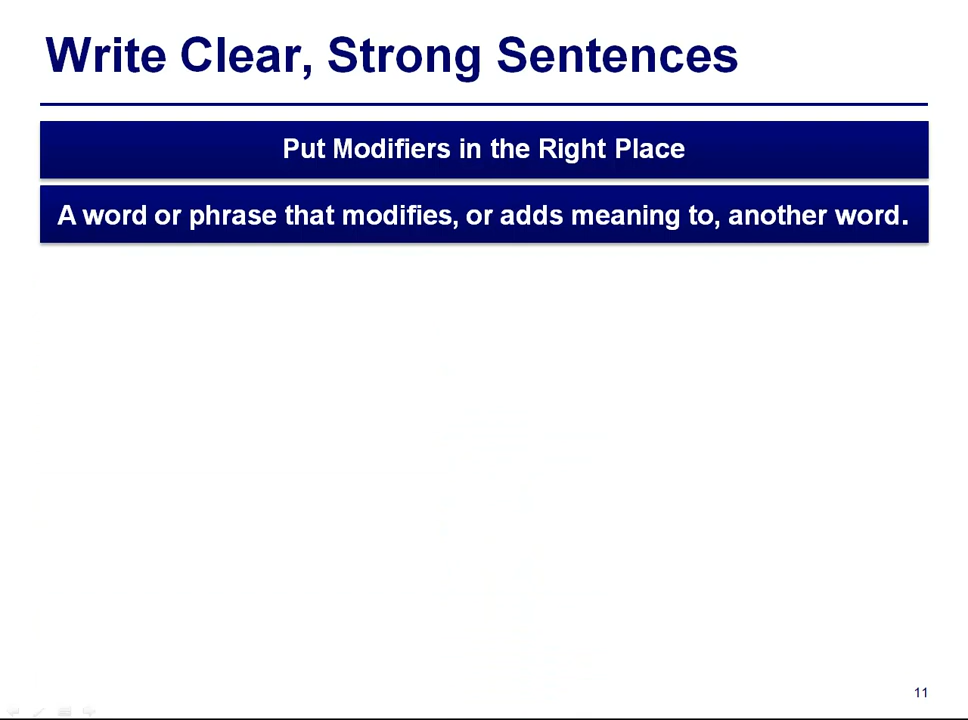 Write Clear, Strong Sentences
Put Modifiers in the Right Place
A word or phrase that modifies, or adds meaning to, another word.
11